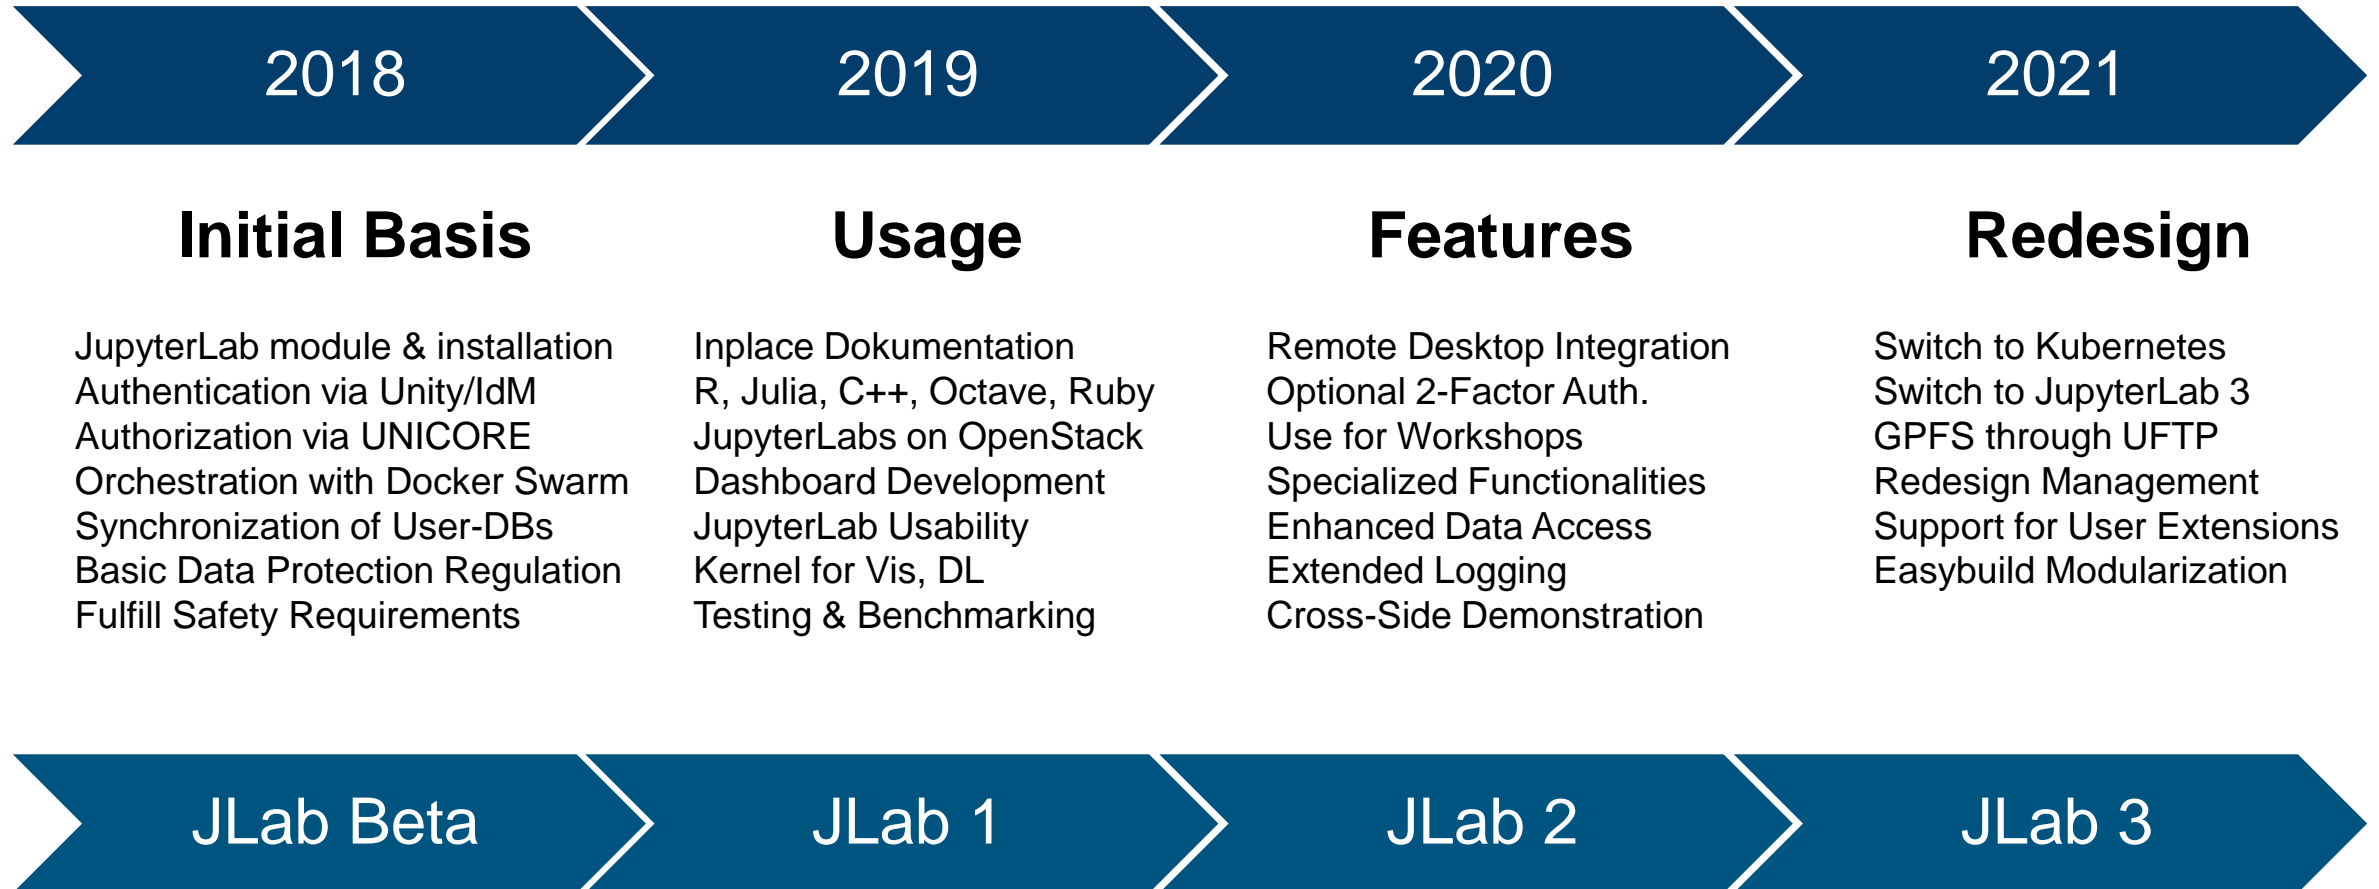 2018
2019
2020
2021
Initial Basis
JupyterLab module & installation
Authentication via Unity/IdM
Authorization via UNICORE
Orchestration with Docker Swarm
Synchronization of User-DBs
Basic Data Protection Regulation
Fulfill Safety Requirements
Usage
Inplace Dokumentation
R, Julia, C++, Octave, Ruby
JupyterLabs on OpenStack
Dashboard Development
JupyterLab Usability
Kernel for Vis, DL
Testing & Benchmarking
Features
Remote Desktop Integration
Optional 2-Factor Auth.
Use for Workshops
Specialized Functionalities
Enhanced Data Access
Extended Logging
Cross-Side Demonstration
Redesign
Switch to Kubernetes
Switch to JupyterLab 3
GPFS through UFTP
Redesign Management
Support for User Extensions
Easybuild Modularization
JLab Beta
JLab 1
JLab 2
JLab 3